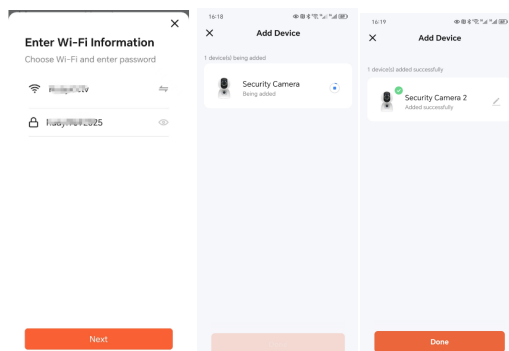 Enter Wi-Fi Information
Choose Wi-Fi and enter password
Next
16:18
Add Device
1 device(s) being added
Security Camera
Being added
16:19
Add Device
1 device(s) added successfully
Security Camera 2
Added successfully
Done